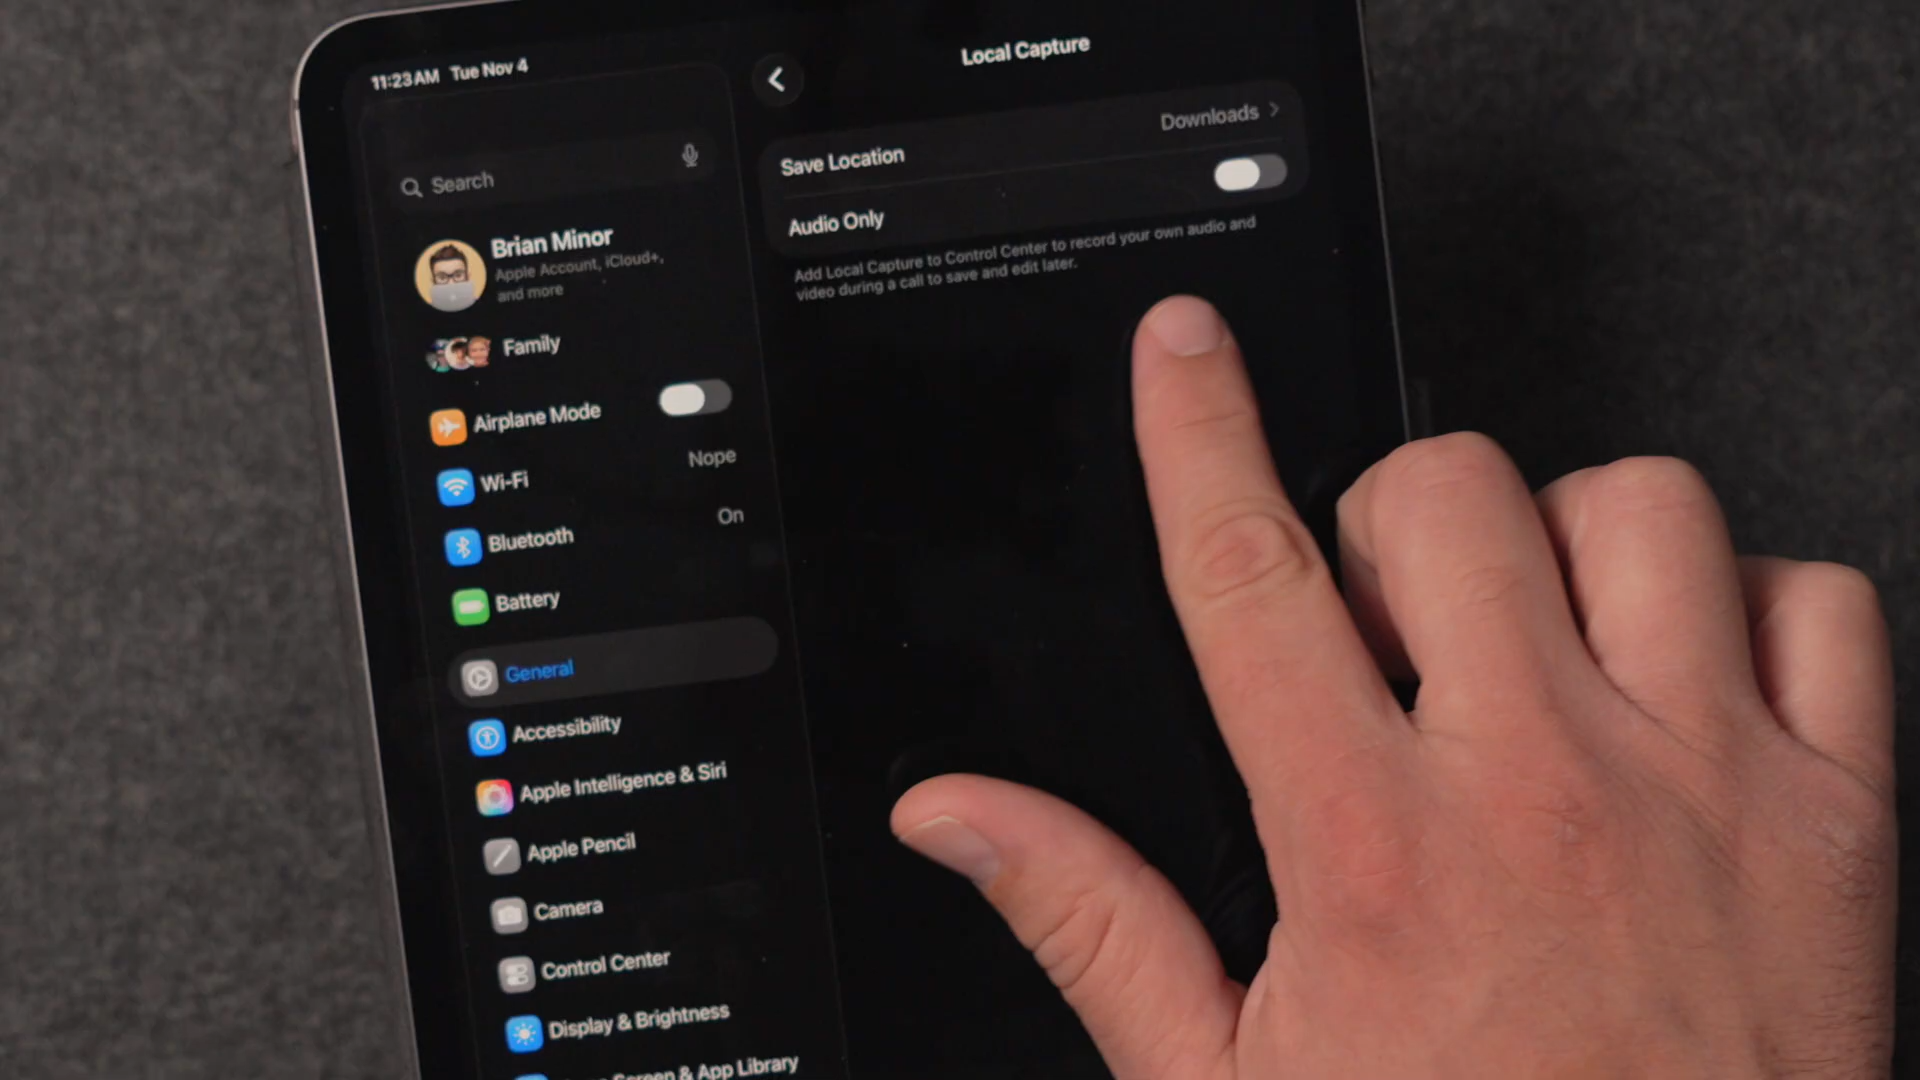 11:23 AM Tue Nov 4
Search
Brian Minor
Apple Account, iCloud+,
and more
Family
Airplane Mode
Wi-Fi
Nope
Bluetooth
On
Battery
General
Accessibility
Apple Intelligence & Siri
Apple Pencil
Camera
Control Center
Display & Brightness
Screen & App Library
Local Capture
Save Location
Downloads
Audio Only
Add Local Capture to Control Center to record your own audio and
video during a call to save and edit later.